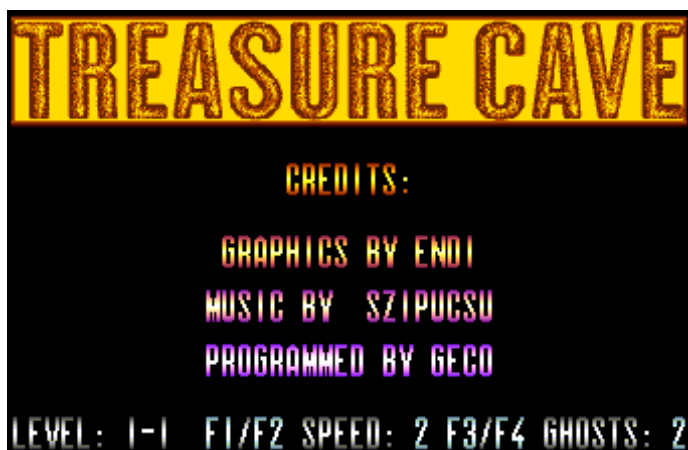 TREASURE CAVE
CREDITS:
GRAPHICS BY ENDI
MUSIC BY SZIPUCSU
PROGRAMMED BY GECO
LEVEL: 1-1 F1/F2 SPEED: 2 F3/F4 GHOSTS: 2